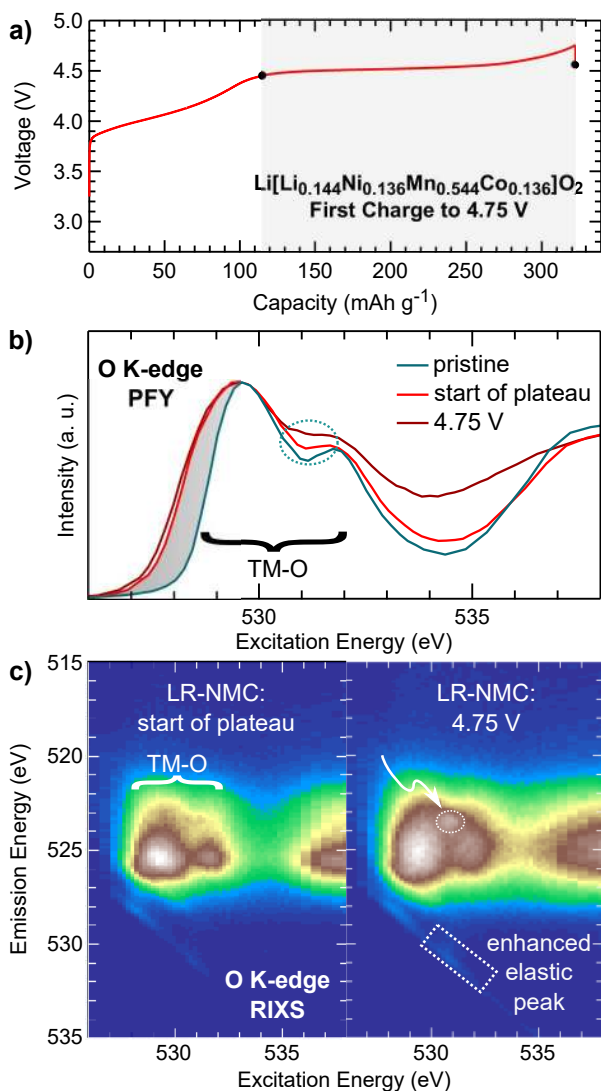 a)
5.0
4.5
4.0
3.5
3.0
Voltage (V)
Li[Li0.144Ni0.136Mn0.544Co0.136]O2
First Charge to 4.75 V
0 50 100 150 200 250 300
Capacity (mAh g-1)
b)
O K-edge
PFY
pristine
start of plateau
4.75 V
TM-O
Intensity (a. u.)
530 535
Excitation Energy (eV)
c)
515
520
525
530
535
Emission Energy (eV)
LR-NMC:
start of plateau
TM-O
O K-edge
RIXS
LR-NMC:
4.75 V
enhanced
elastic
peak
530 535 530 535
Excitation Energy (eV) Excitation Energy (eV)